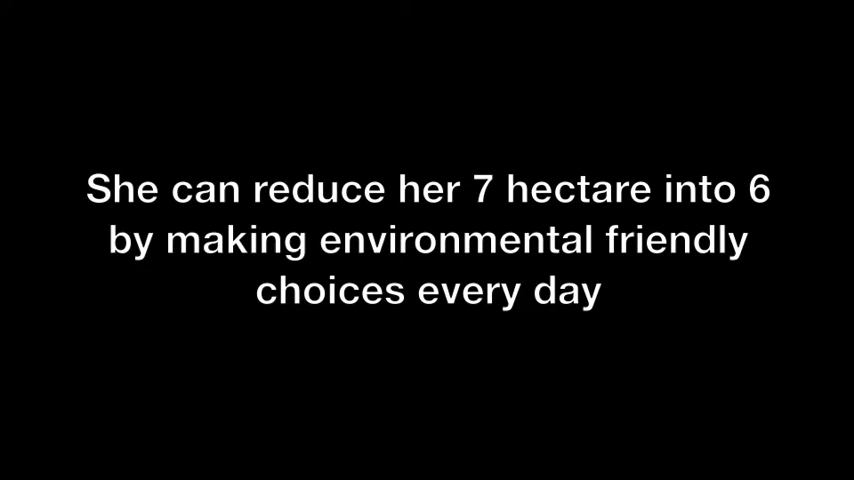 She can reduce her 7 hectare into 6
by making environmental friendly
choices every day